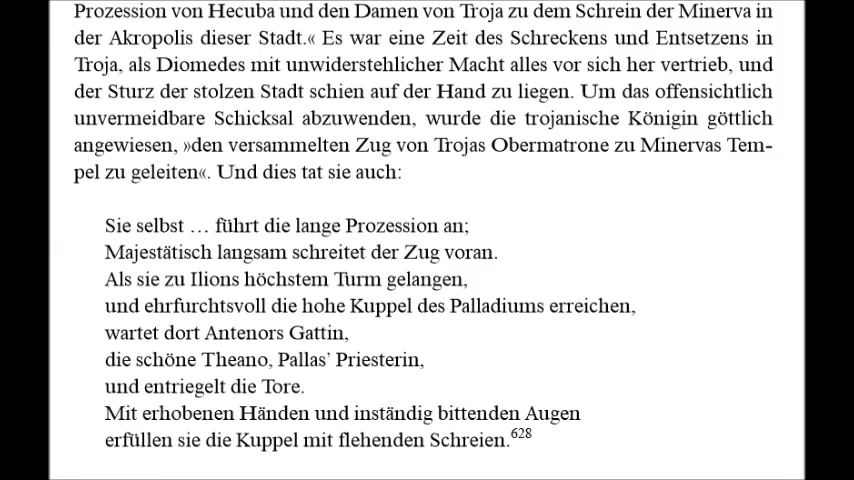 Prozession von Hecuba und den Damen von Troja zu dem Schrein der Minerva in
der Akropolis dieser Stadt.« Es war eine Zeit des Schreckens und Entsetzens in
Troja, als Diomedes mit unwiderstehlicher Macht alles vor sich her vertrieb, und
der Sturz der stolzen Stadt schien auf der Hand zu liegen. Um das offensichtlich
unvermeidbare Schicksal abzuwenden, wurde die trojanische Königin göttlich
angewiesen, »den versammelten Zug von Trojas Obermatrone zu Minervas Tem-
pel zu geleiten«. Und dies tat sie auch:
Sie selbst … führt die lange Prozession an;
Majestätisch langsam schreitet der Zug voran.
Als sie zu Ilions höchstem Turm gelangen,
und ehrfurchtsvoll die hohe Kuppel des Palladiums erreichen,
wartet dort Antenors Gattin,
die schöne Theano, Pallas’ Priesterin,
und entriegelt die Tore.
Mit erhobenen Händen und inständig bittenden Augen
erfüllen sie die Kuppel mit flehenden Schreien.628